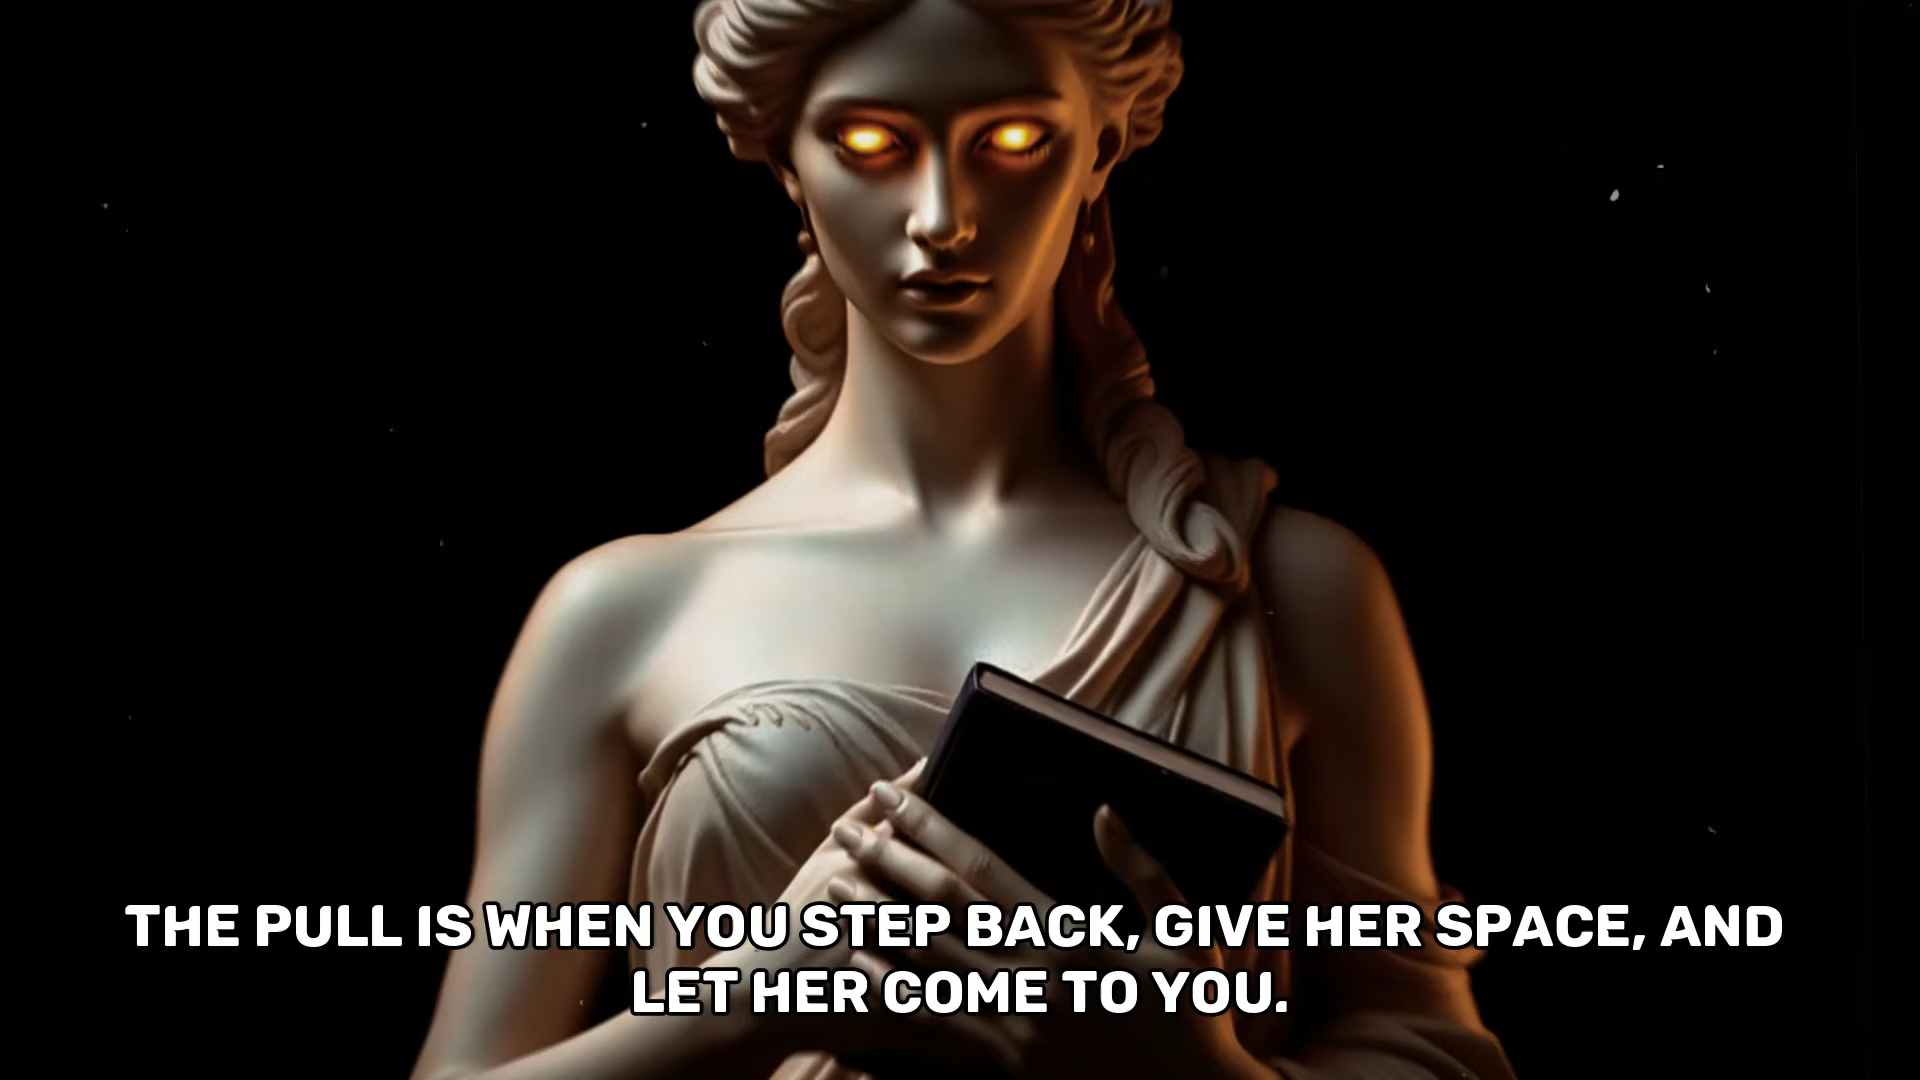 THE PULL IS WHEN YOU STEP BACK, GIVE HER SPACE, AND
LET HER COME TO YOU.